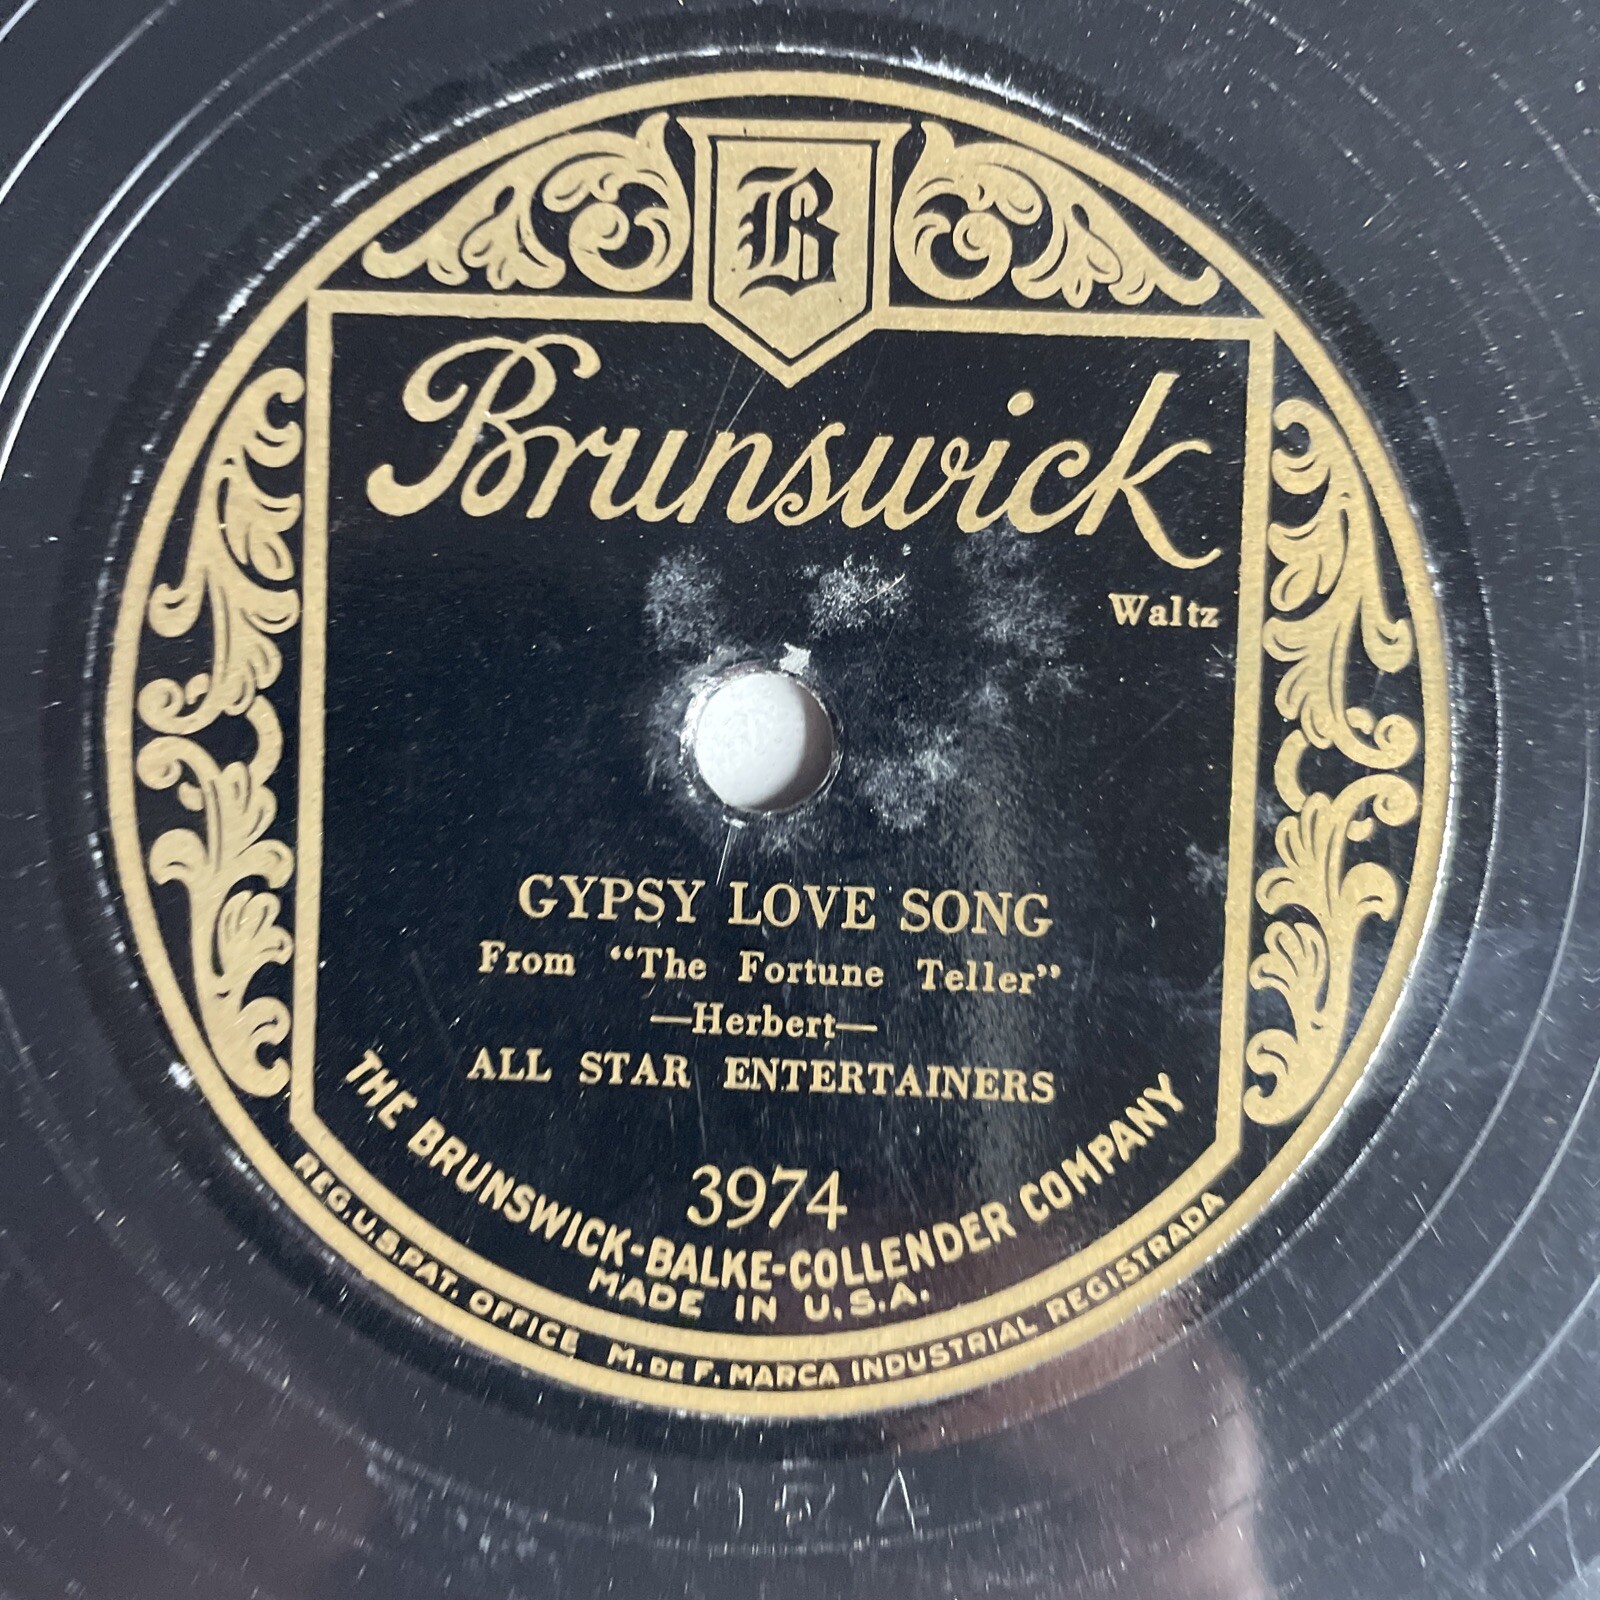 B
Brunswick
Waltz
GYPSY LOVE SONG
From “The Fortune Teller”
—Herbert—
ALL STAR ENTERTAINERS
3974
THE BRUNSWICK-BALKE-COLLENDER COMPANY
MADE IN U.S.A.
REG.U.S.PAT. OFFICE M. DE F. MARCA INDUSTRIAL REGISTRADA